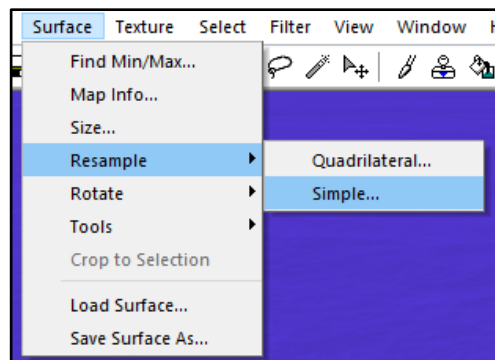 Surface Texture Select Filter View Window
Find Min/Max...
Map Info...
Size...
Resample
Quadrilateral...
Rotate
Simple...
Tools
Crop to Selection
Load Surface...
Save Surface As...